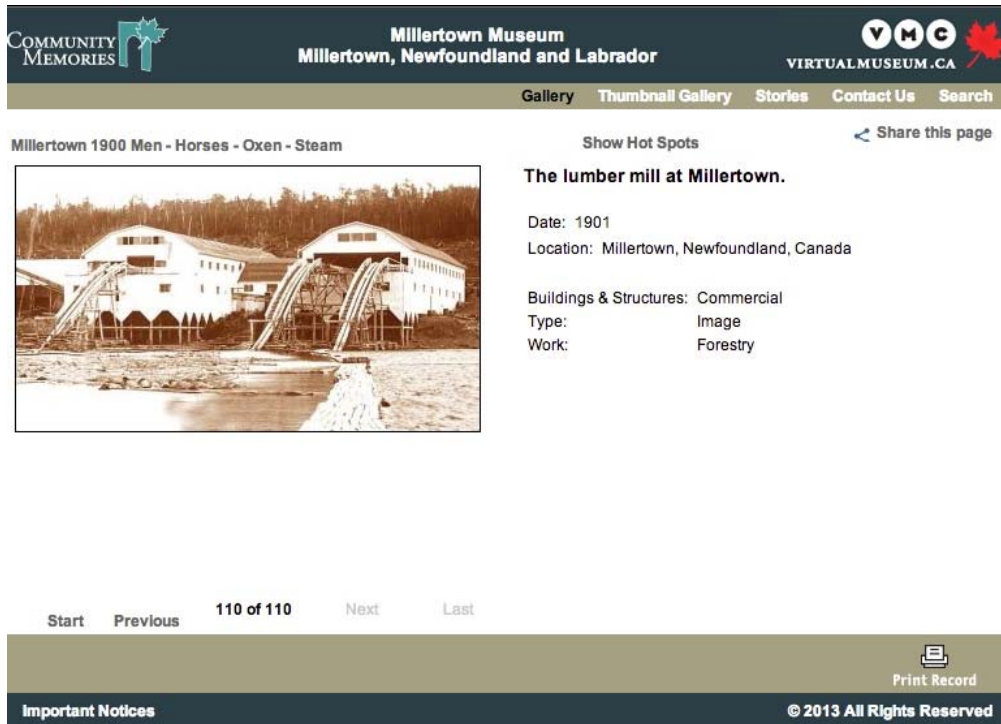 COMMUNITY
MEMORIES
Millertown Museum
Millertown, Newfoundland and Labrador
VMC
VIRTUALMUSEUM.CA
Gallery Thumbnail Gallery Stories Contact Us Search
Share this page
Millertown 1900 Men - Horses - Oxen - Steam
Show Hot Spots
The lumber mill at Millertown.
Date: 1901
Location: Millertown, Newfoundland, Canada
Buildings & Structures: Commercial
Type: Image
Work: Forestry
Start Previous 110 of 110 Next Last
Print Record
Important Notices © 2013 All Rights Reserved